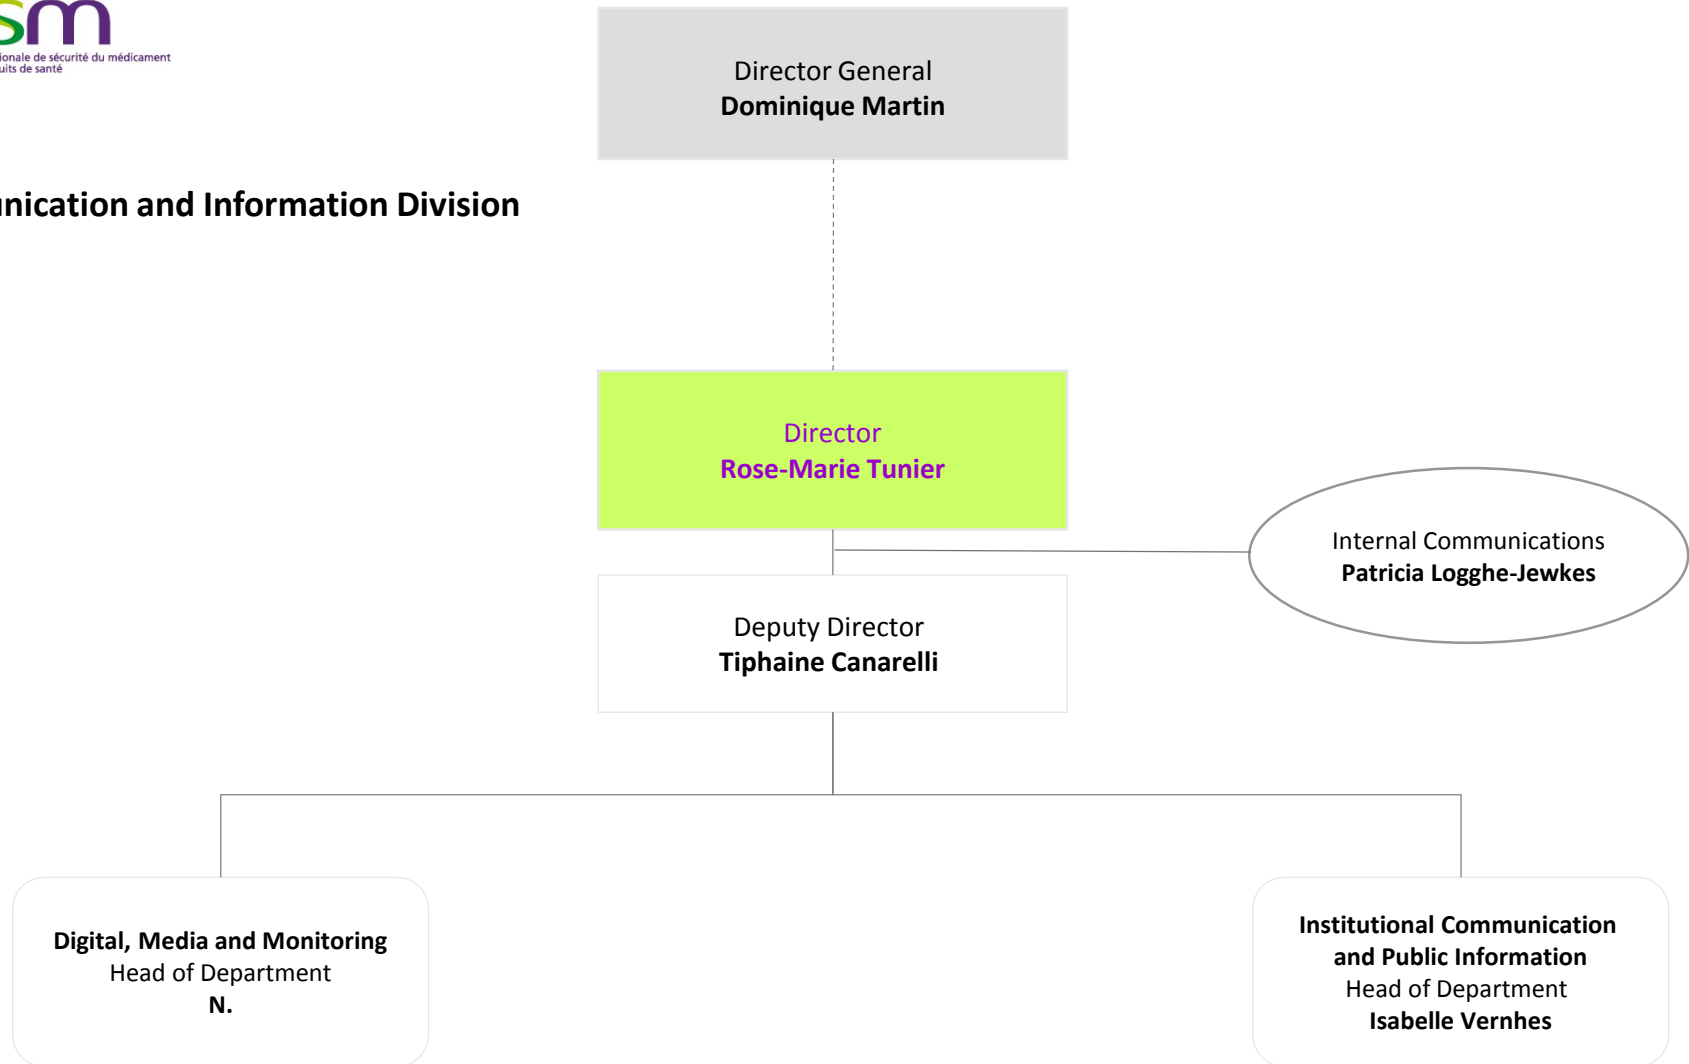 sm
ionale de sécurité du médicament
uits de santé
Director General
Dominique Martin
unication and Information Division
Director
Rose-Marie Tunier
Internal Communications
Patricia Logghe-Jewkes
Deputy Director
Tiphaine Canarelli
Digital, Media and Monitoring
Head of Department
N.
Institutional Communication
and Public Information
Head of Department
Isabelle Vernhes